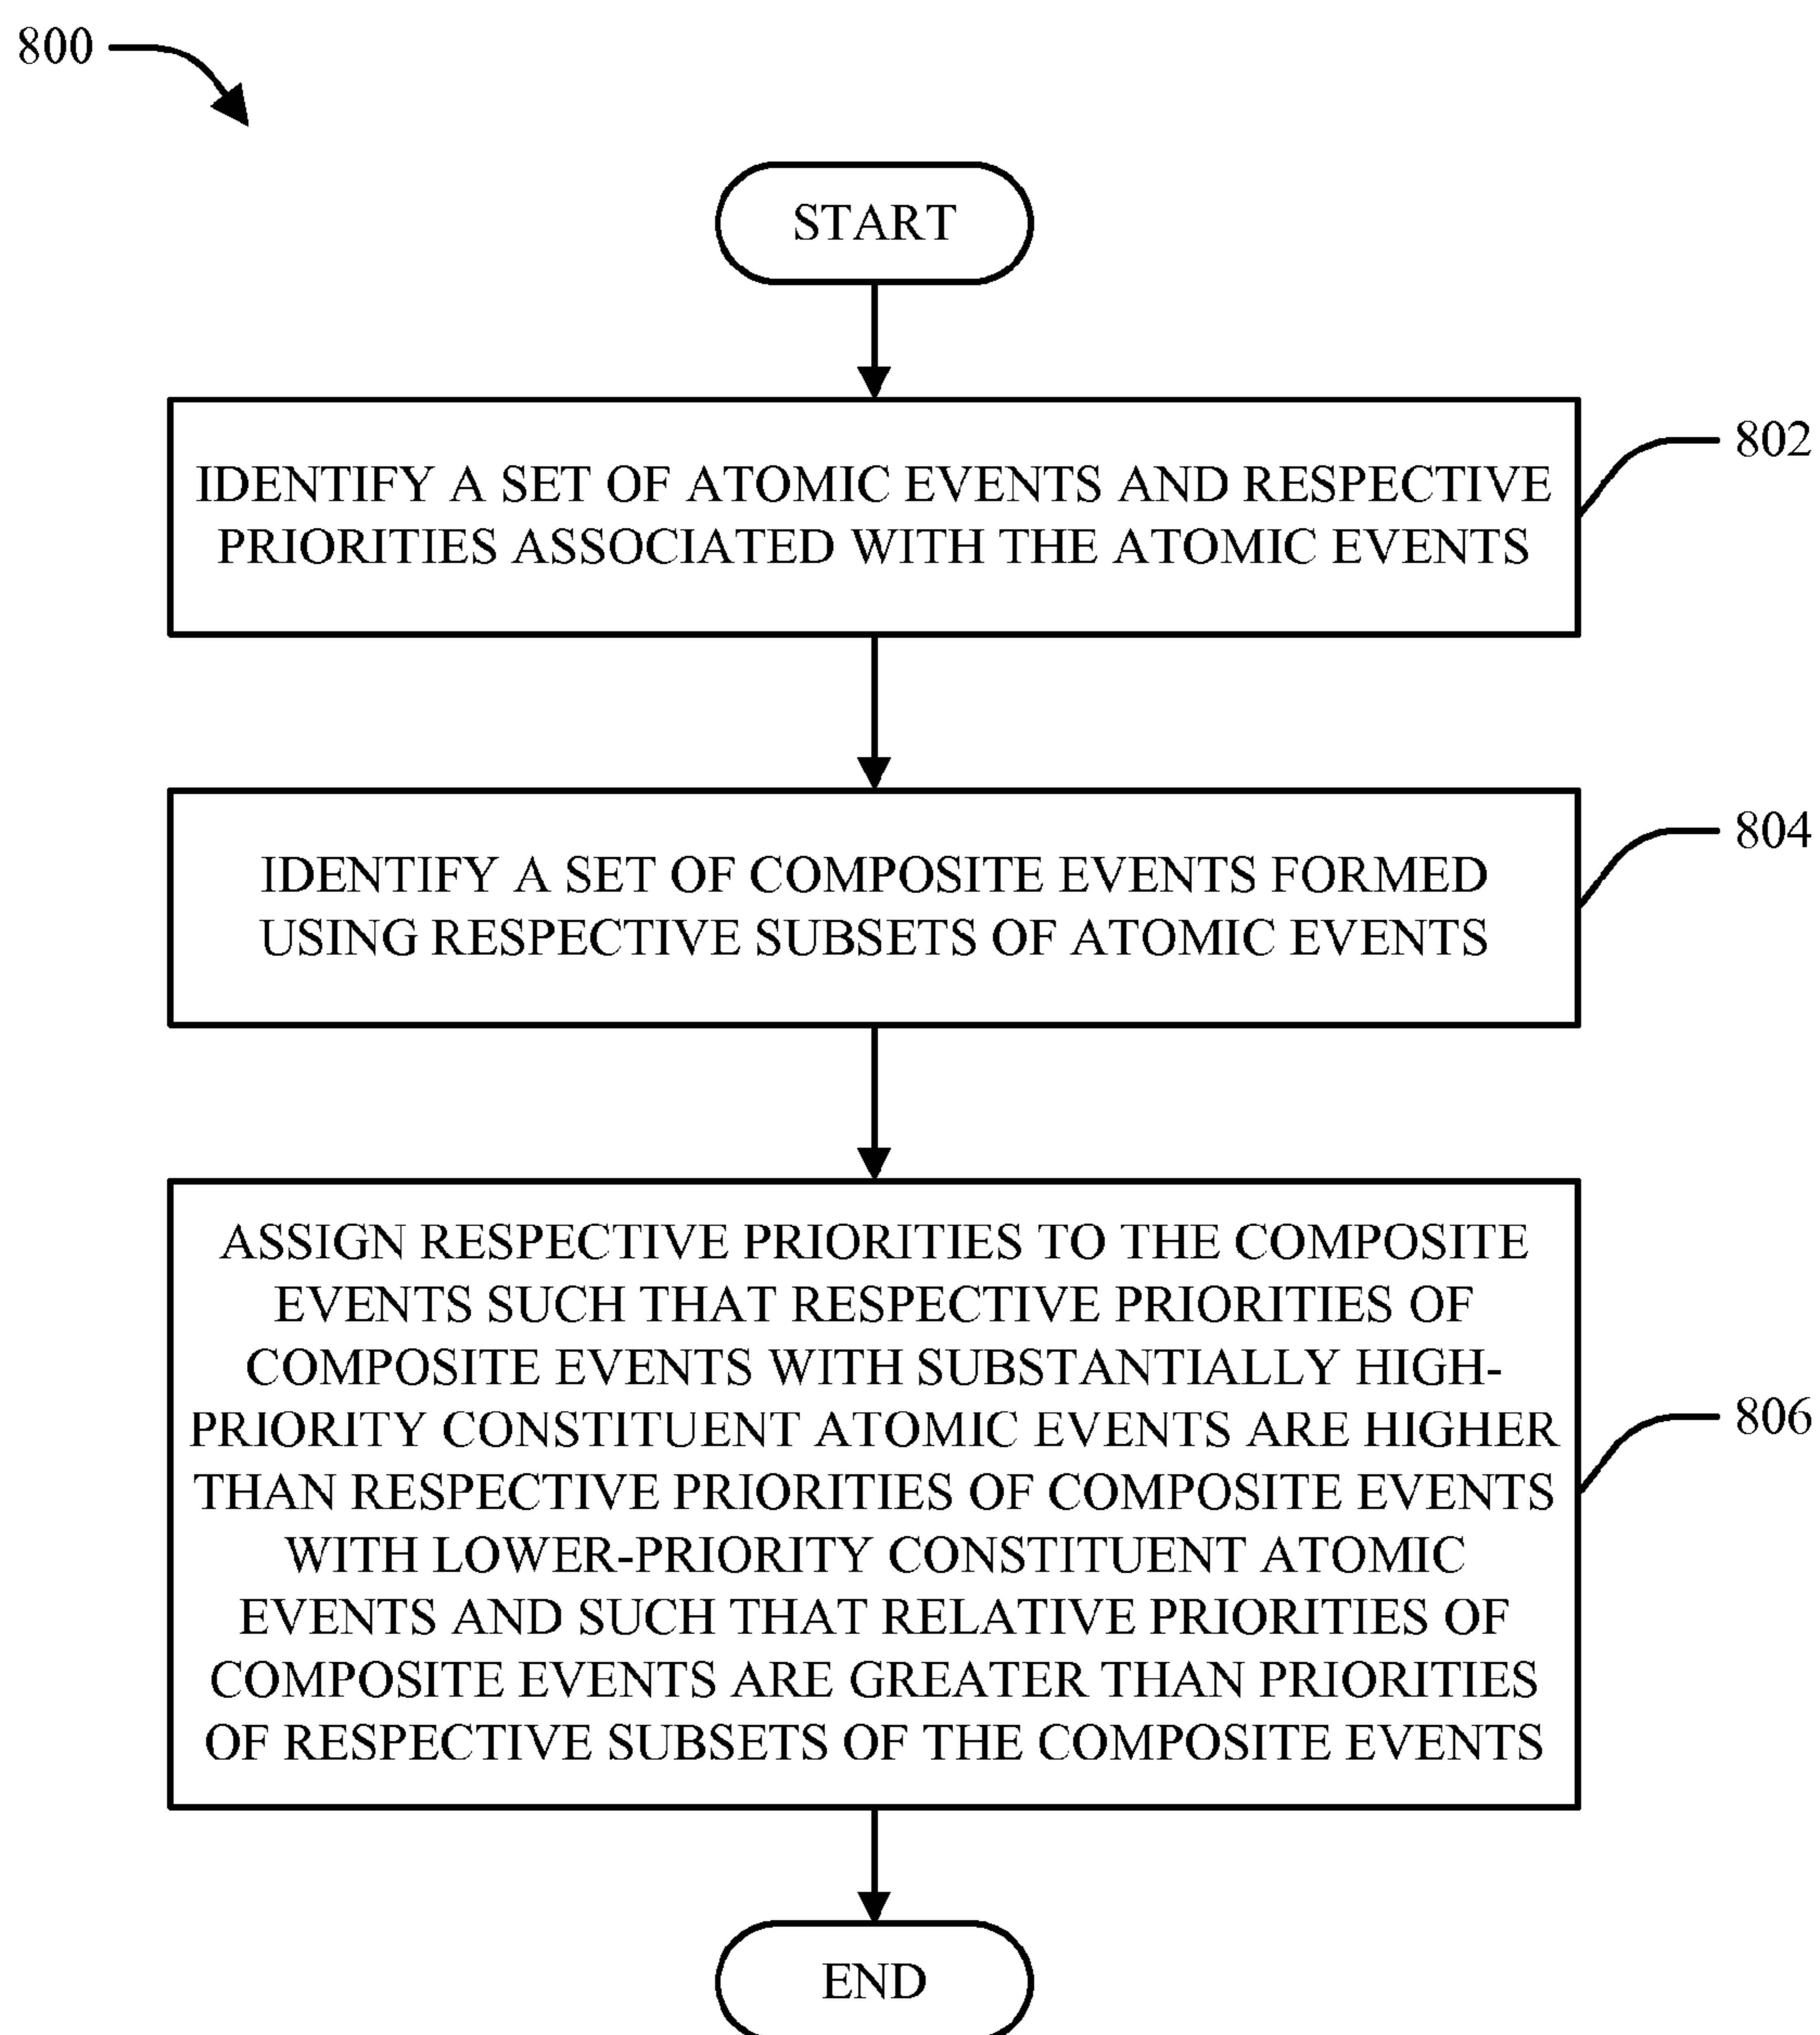 800
START
802
IDENTIFY A SET OF ATOMIC EVENTS AND RESPECTIVE
PRIORITIES ASSOCIATED WITH THE ATOMIC EVENTS
804
IDENTIFY A SET OF COMPOSITE EVENTS FORMED
USING RESPECTIVE SUBSETS OF ATOMIC EVENTS
ASSIGN RESPECTIVE PRIORITIES TO THE COMPOSITE
EVENTS SUCH THAT RESPECTIVE PRIORITIES OF
COMPOSITE EVENTS WITH SUBSTANTIALLY HIGH-
PRIORITY CONSTITUENT ATOMIC EVENTS ARE HIGHER
THAN RESPECTIVE PRIORITIES OF COMPOSITE EVENTS
WITH LOWER-PRIORITY CONSTITUENT ATOMIC
EVENTS AND SUCH THAT RELATIVE PRIORITIES OF
COMPOSITE EVENTS ARE GREATER THAN PRIORITIES
OF RESPECTIVE SUBSETS OF THE COMPOSITE EVENTS
806
END